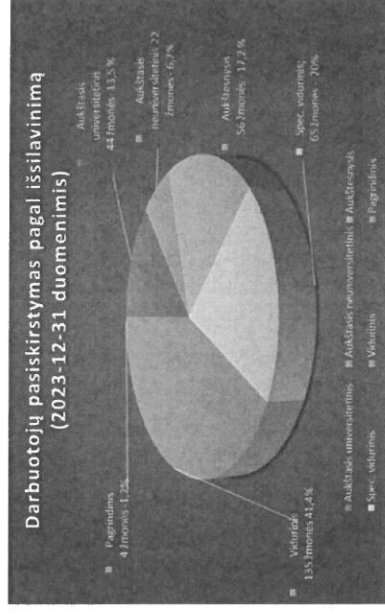 Darbuotojų pasiskirstymas pagal išsilavinimą
(2023-12-31 duomenimis)
Pagrindinis
4 žmonės -1,2%
Aukštasis
universitetinis
44 žmonės 13,5 %
Aukštasis
neuniversitetinis 22
žmonės - 6,7%
Aukštesnysis
56 žmonės - 17,2 %
Spec. vidurinis;
65 žmonės - 20%
Vidurinis
135 žmonės 41,4%
Aukštasis universitetinis Aukštasis neuniversitetinis Aukštesnysis
Spec. vidurinis Vidurinis Pagrindinis